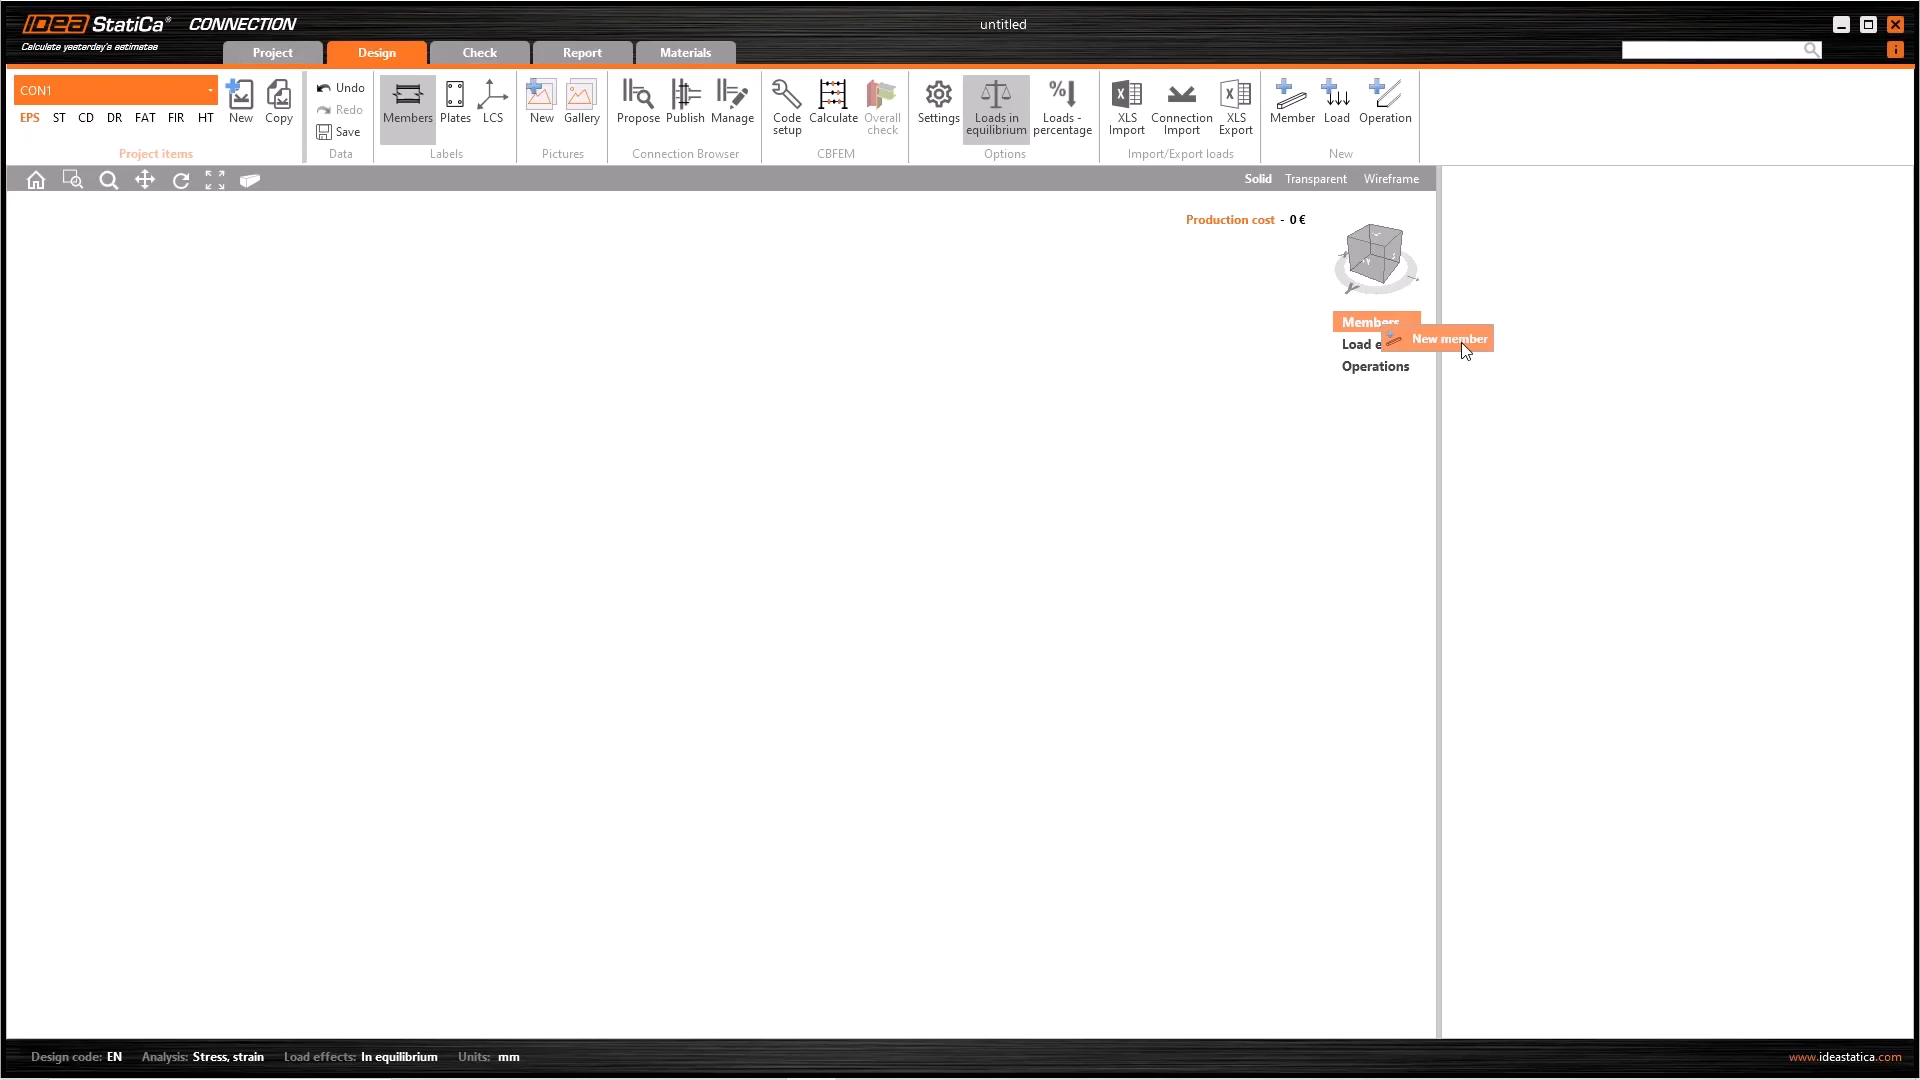 IDEA StatiCa® CONNECTION
untitled
Calculate yesterday's estimates
Project Design Check Report Materials
i
CON1
EPS ST CD DR FAT FIR HT
New Copy
Project items
Undo
Redo
Save
Data
Members Plates LCS
Labels
New Gallery
Pictures
Propose Publish Manage
Connection Browser
Code setup Calculate Overall check
CBFEM
Settings Loads in equilibrium Loads - percentage
Options
XLS Import Connection Import XLS Export
Import/Export loads
Member Load Operation
New
Solid Transparent Wireframe
Production cost - 0 €
Members
New member
Load e
Operations
Design code: EN Analysis: Stress, strain Load effects: In equilibrium Units: mm
www.ideastatica.com